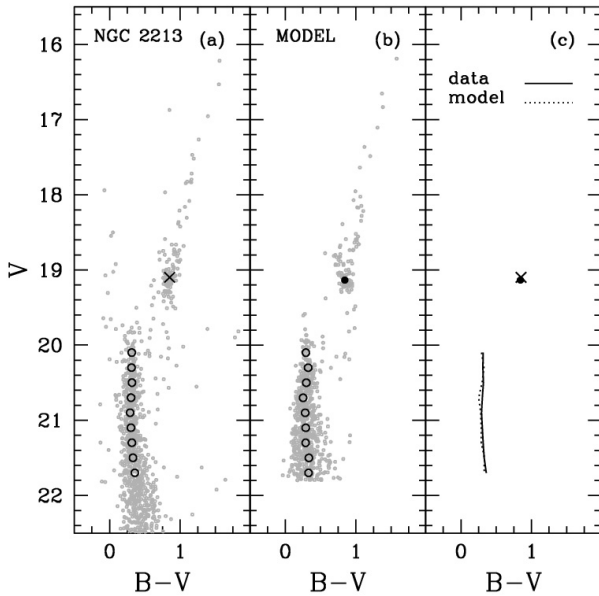 NGC 2213 (a)
MODEL (b)
(c)
data
model
16
17
18
19
20
21
22
V
0 1
0 1
0 1
B-V
B-V
B-V